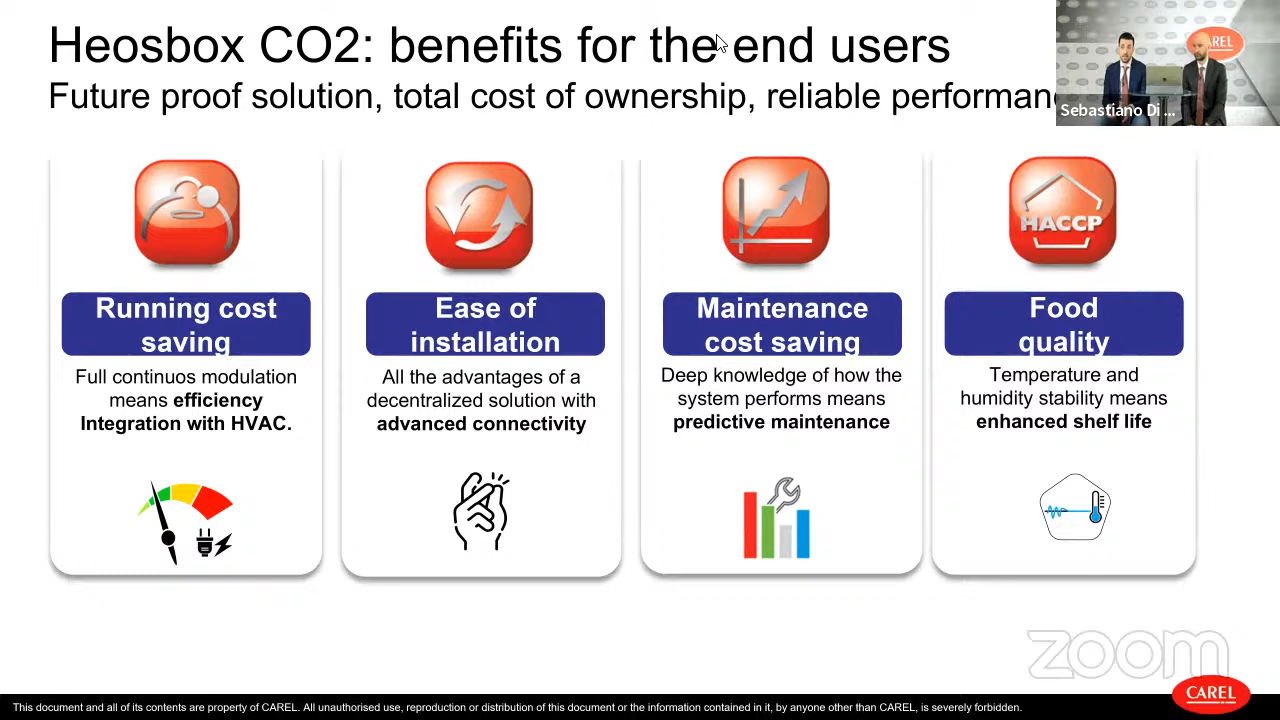 Heosbox CO2: benefits for the end users
Future proof solution, total cost of ownership, reliable
CAREL
Sebastiano Di ...
HACCP
Running cost
saving
Ease of
installation
Maintenance
cost saving
Food
quality
Full continuos modulation
means efficiency
Integration with HVAC.
All the advantages of a
decentralized solution with
advanced connectivity
Deep knowledge of how the
system performs means
predictive maintenance
Temperature and
humidity stability means
enhanced shelf life
zoom
CAREL
This document and all of its contents are property of CAREL. All unauthorised use, reproduction or distribution of this document or the information contained in it, by anyone other than CAREL, is severely forbidden.